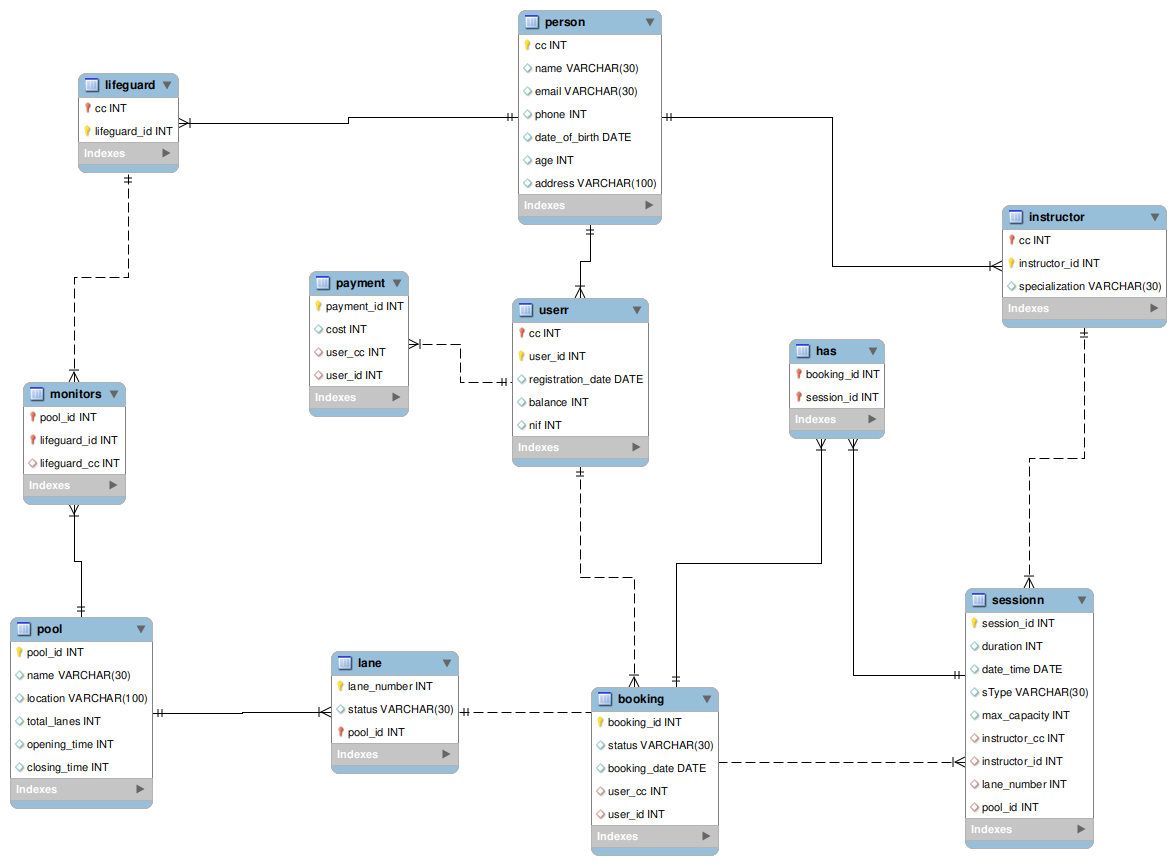 person
cc INT
name VARCHAR(30)
email VARCHAR(30)
phone INT
date_of_birth DATE
age INT
address VARCHAR(100)
Indexes
lifeguard
cc INT
lifeguard_id INT
Indexes
instructor
cc INT
instructor_id INT
specialization VARCHAR(30)
Indexes
payment
payment_id INT
cost INT
user_cc INT
user_id INT
Indexes
userr
cc INT
user_id INT
registration_date DATE
balance INT
nif INT
Indexes
has
booking_id INT
session_id INT
Indexes
monitors
pool_id INT
lifeguard_id INT
lifeguard_cc INT
Indexes
pool
pool_id INT
name VARCHAR(30)
location VARCHAR(100)
total_lanes INT
opening_time INT
closing_time INT
Indexes
lane
lane_number INT
status VARCHAR(30)
pool_id INT
Indexes
booking
booking_id INT
status VARCHAR(30)
booking_date DATE
user_cc INT
user_id INT
Indexes
sessionn
session_id INT
duration INT
date_time DATE
sType VARCHAR(30)
max_capacity INT
instructor_cc INT
instructor_id INT
lane_number INT
pool_id INT
Indexes